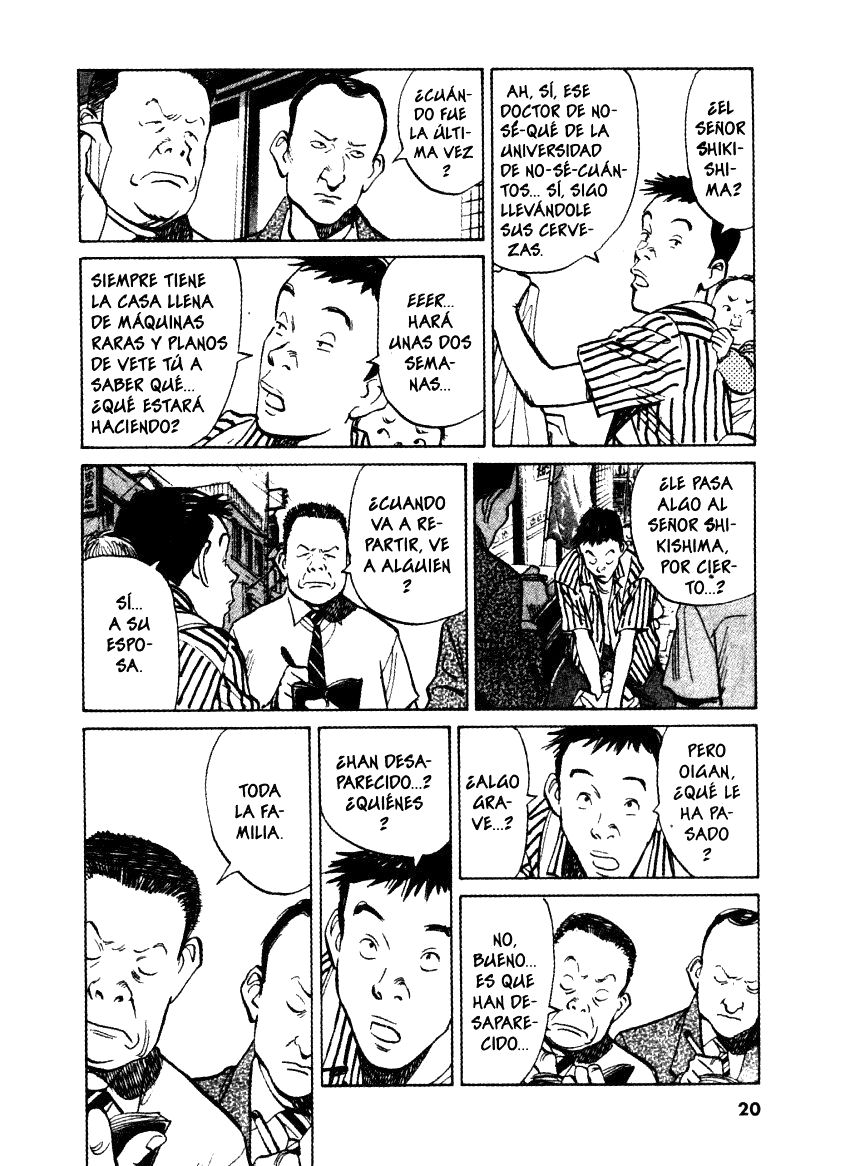 ¿EL
SEÑOR
SHIKI-
SHI-
MA?
AH, SÍ, ESE
DOCTOR DE NO-
SÉ-QUÉ DE LA
UNIVERSIDAD
DE NO-SÉ-CUÁN-
TOS... SÍ, SIGO
LLEVÁNDOLE
SUS CERVE-
ZAS.
¿CUÁN-
DO FUE
LA ÚLTI-
MA VEZ
?
EEER...
HARÁ
UNAS DOS
SEMA-
NAS...
SIEMPRE TIENE
LA CASA LLENA
DE MÁQUINAS
RARAS Y PLANOS
DE VETE TÚ A
SABER QUÉ...
¿QUÉ ESTARÁ
HACIENDO?
¿LE PASA
ALGO AL
SEÑOR SHI-
KISHIMA,
POR CIER-
TO...?
¿CUANDO
VA A RE-
PARTIR, VE
A ALGUIEN
?
SÍ...
A SU
ESPO-
SA.
PERO
OIGAN,
¿QUÉ LE
HA PA-
SADO
?
¿ALGO
GRA-
VE...?
NO,
BUENO...
ES QUE
HAN DE-
SAPARE-
CIDO...
¿HAN DESA-
PARECIDO...?
¿QUIÉNES
?
TODA
LA FA-
MILIA.
20